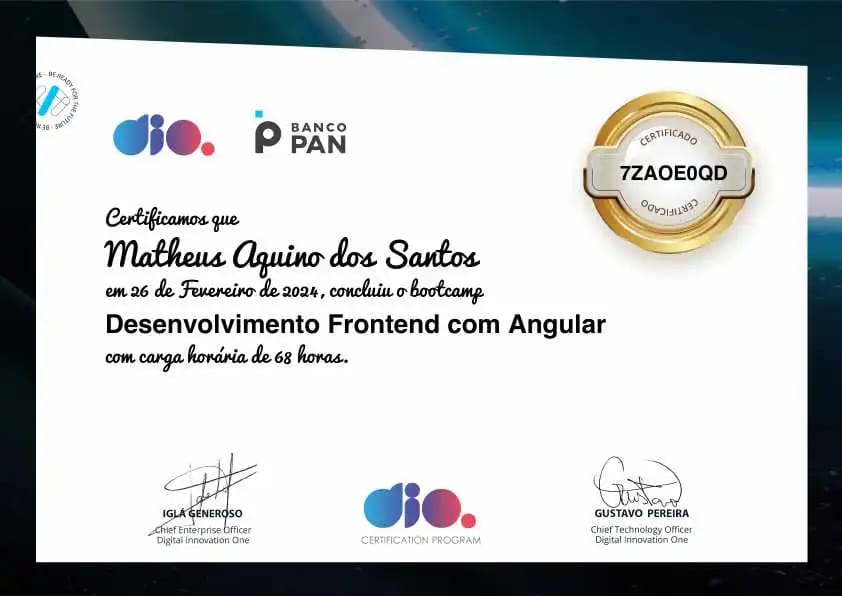 BE READY FOR THE FUTURE
dio.
BANCO
PAN
CERTIFICADO
7ZAOE0QD
CERTIFICADO
Certificamos que
Matheus Aquino dos Santos
em 26 de Fevereiro de 2024, concluiu o bootcamp
Desenvolvimento Frontend com Angular
com carga horária de 68 horas.
IGLÁ GENEROSO
Chief Enterprise Officer
Digital Innovation One
dio.
CERTIFICATION PROGRAM
Gustavo
GUSTAVO PEREIRA
Chief Technology Officer
Digital Innovation One